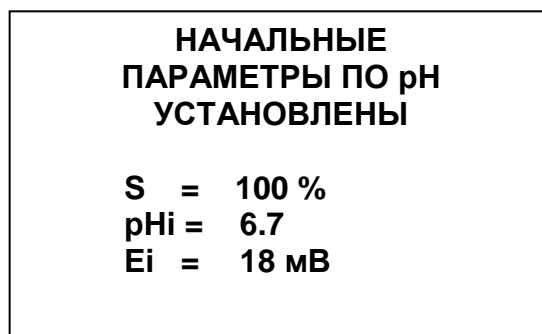 НАЧАЛЬНЫЕ
ПАРАМЕТРЫ ПО pH
УСТАНОВЛЕНЫ
S = 100 %
pHi = 6.7
Ei = 18 мВ